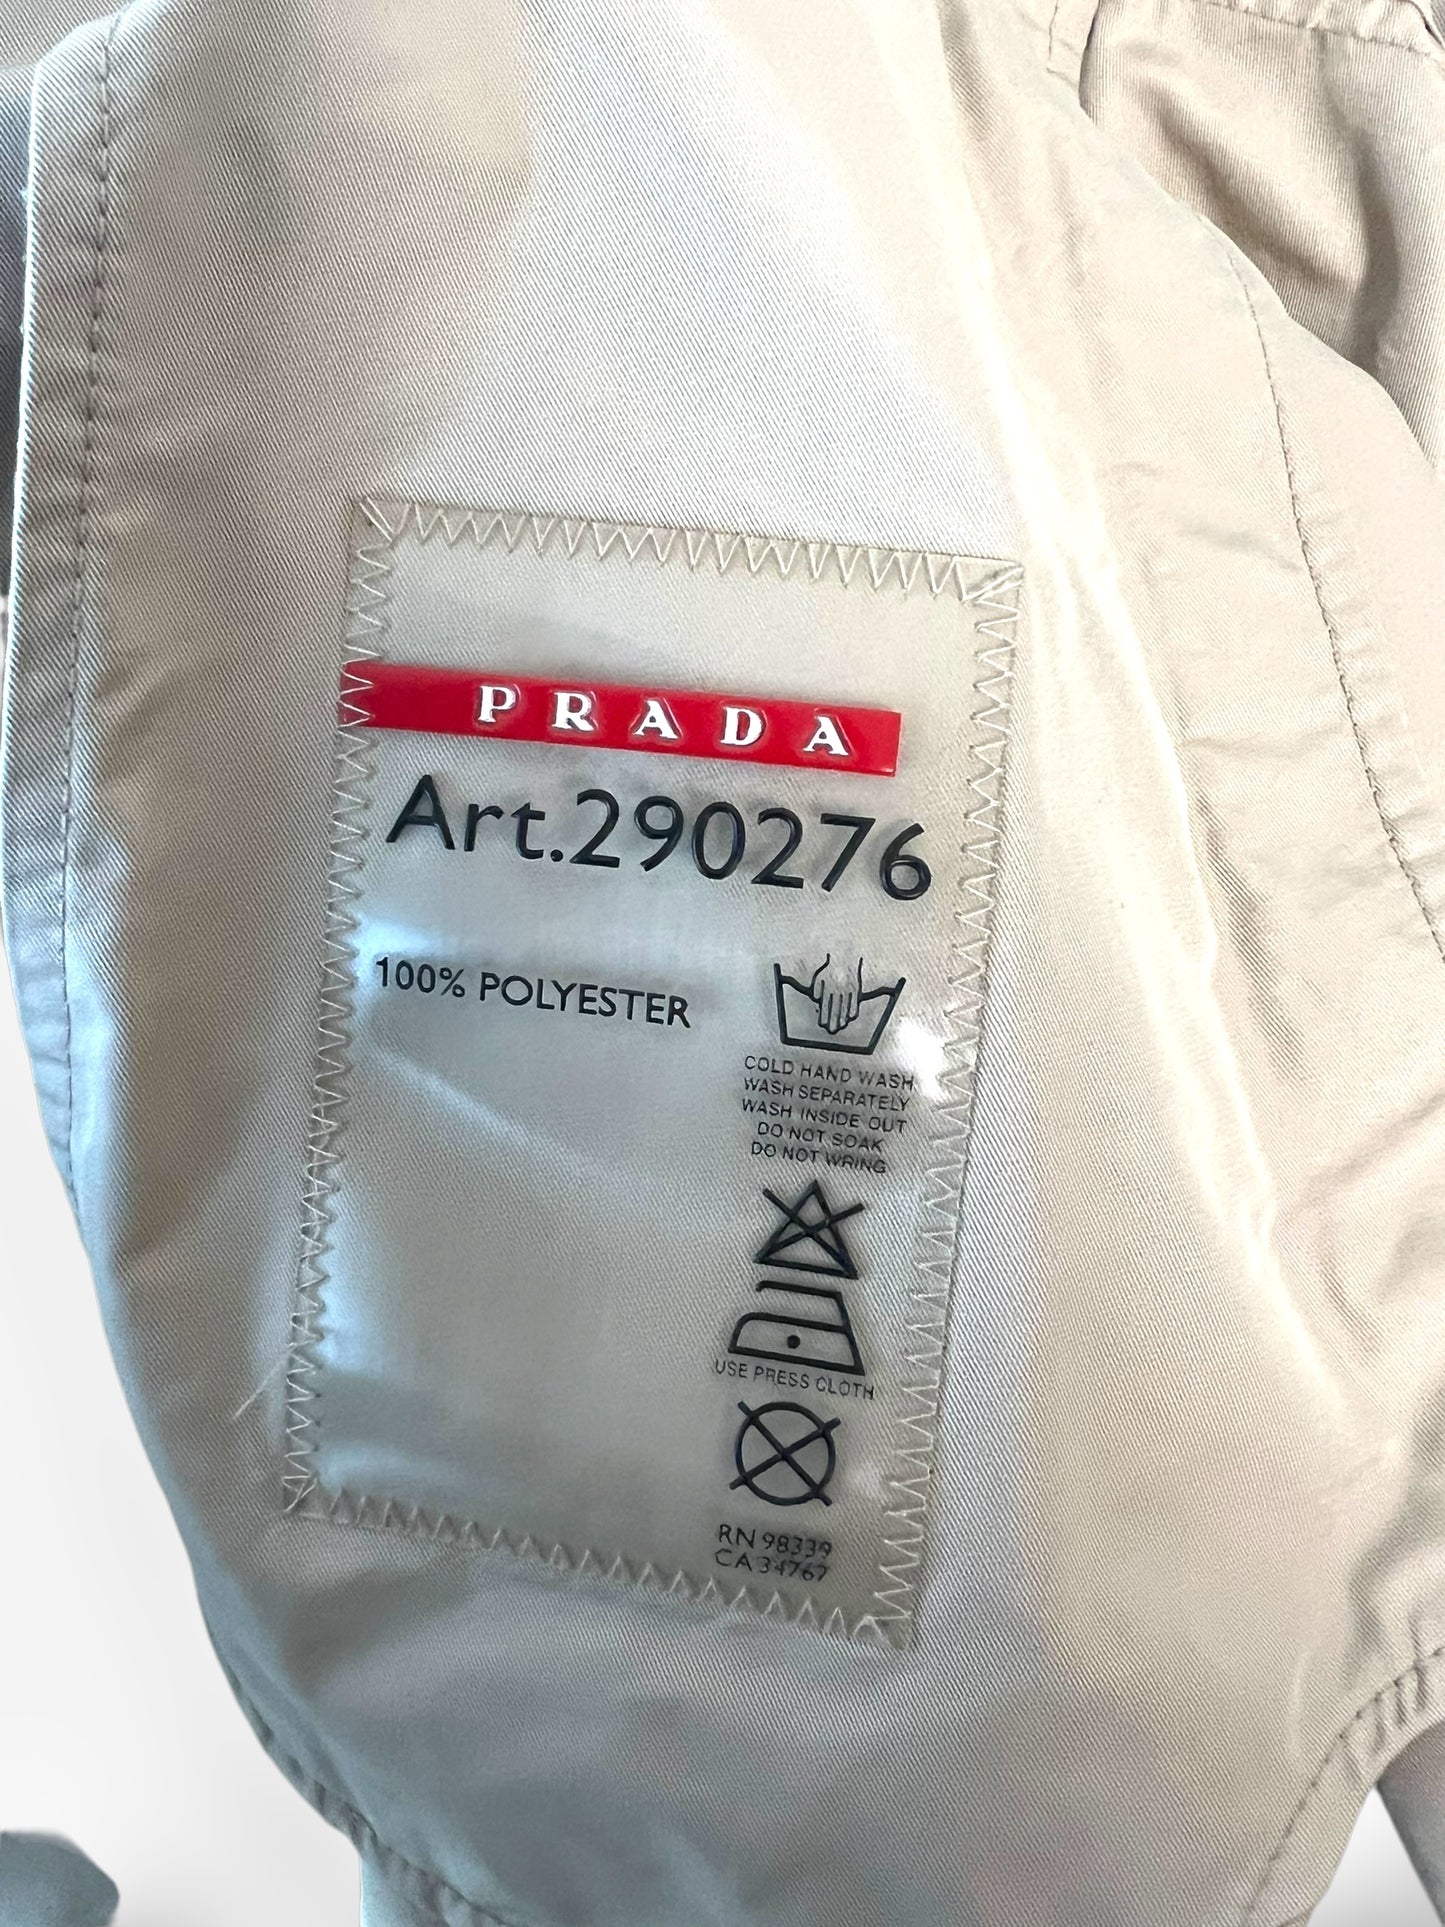 PRADA
Art.290276
100% POLYESTER
COLD HAND WASH
WASH SEPARATELY
WASH INSIDE OUT
DO NOT SOAK
DO NOT WRING
USE PRESS CLOTH
RN 98339
CA 34767